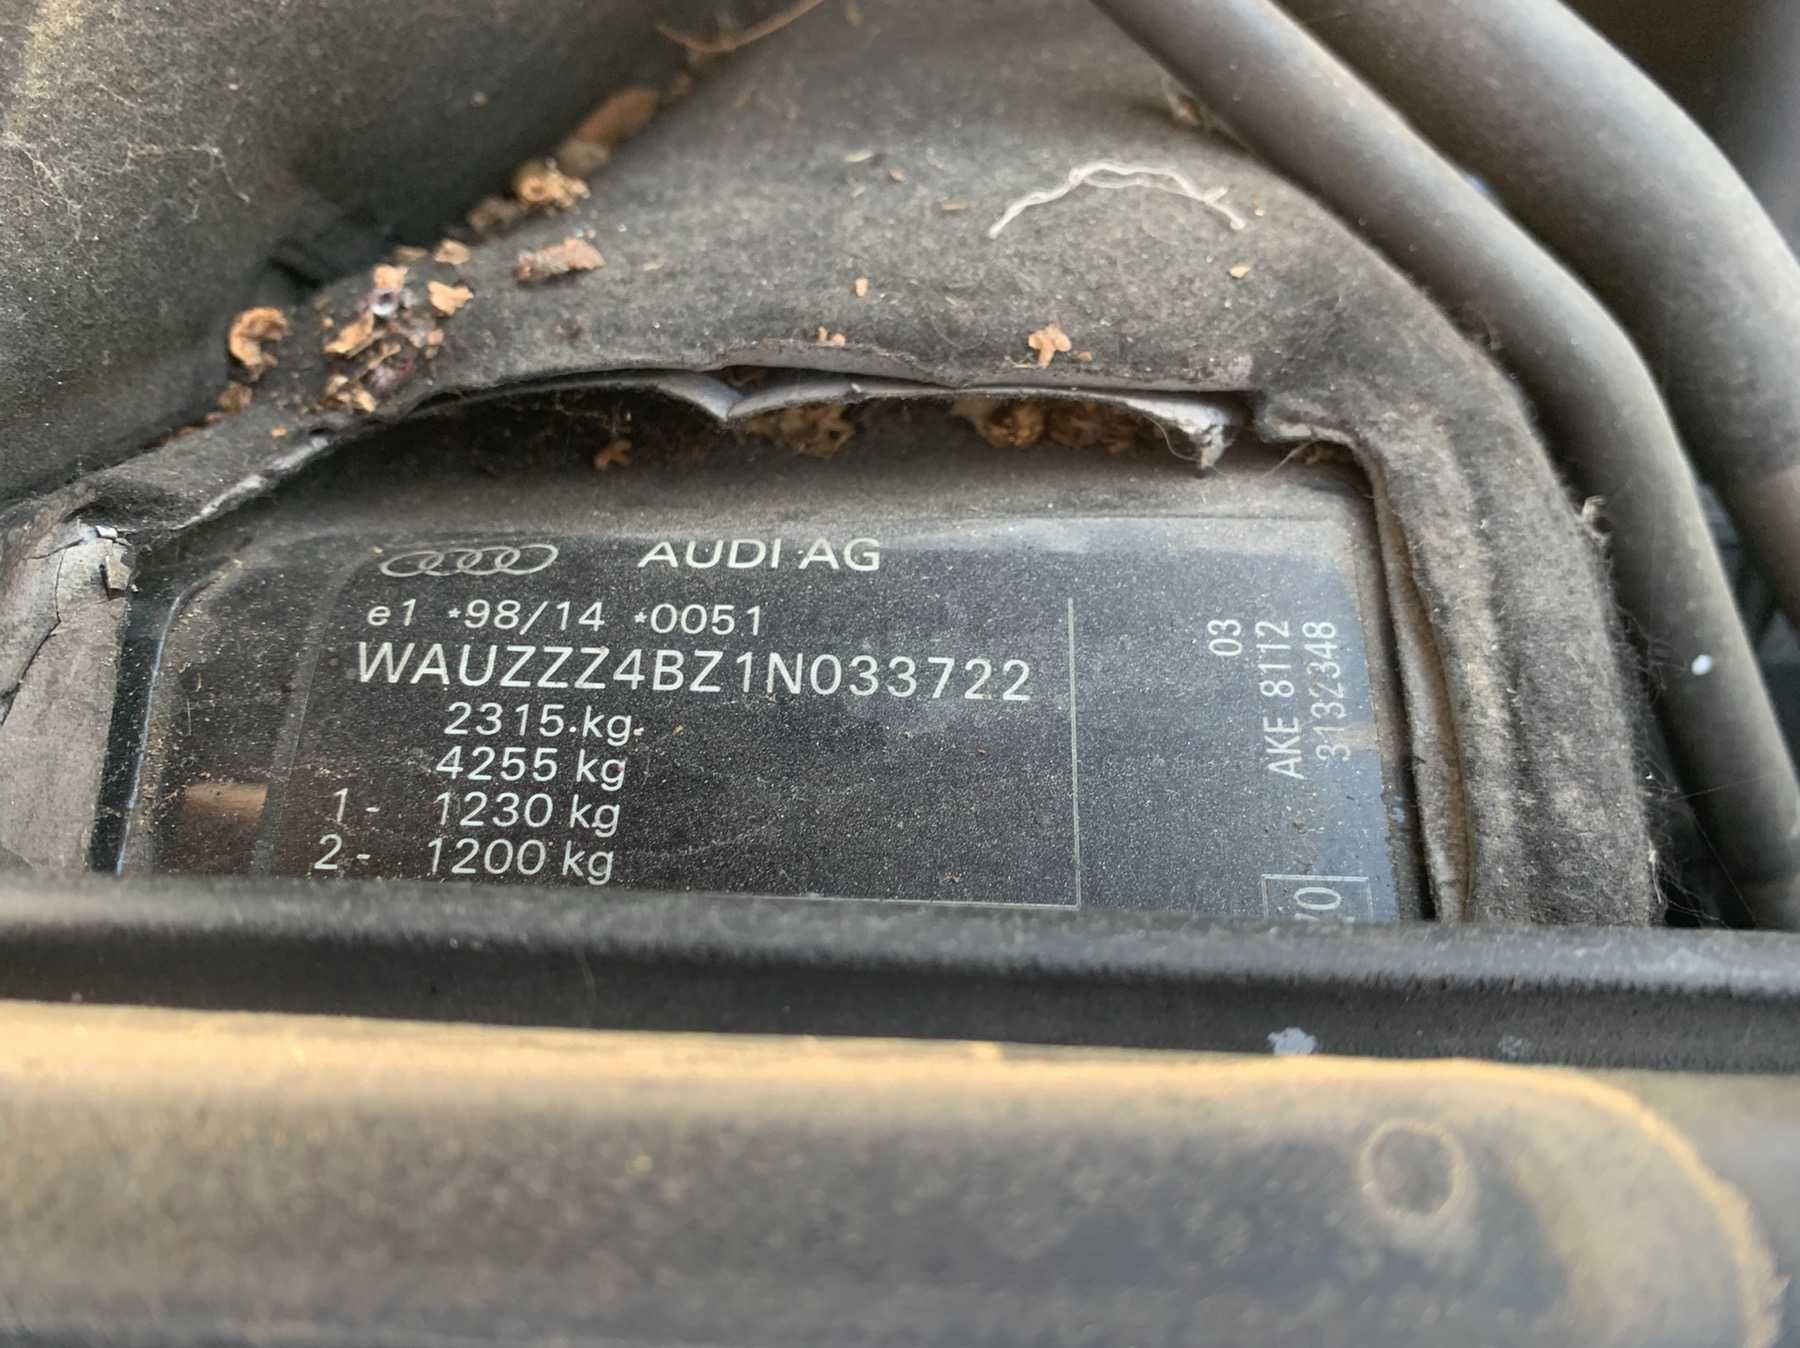 AUDI AG
e1 *98/14 *0051
WAUZZZ4BZ1N033722
2315 kg
4255 kg
1- 1230 kg
2- 1200 kg
03
AKE 8112
3132348